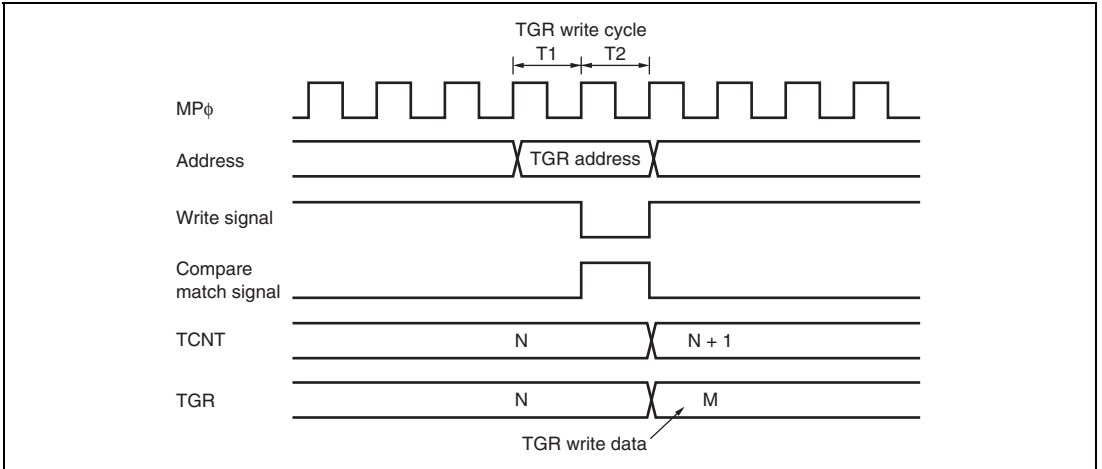 TGR write cycle
T1 T2
MPϕ
Address TGR address
Write signal
Compare
match signal
TCNT N N + 1
TGR N M
TGR write data